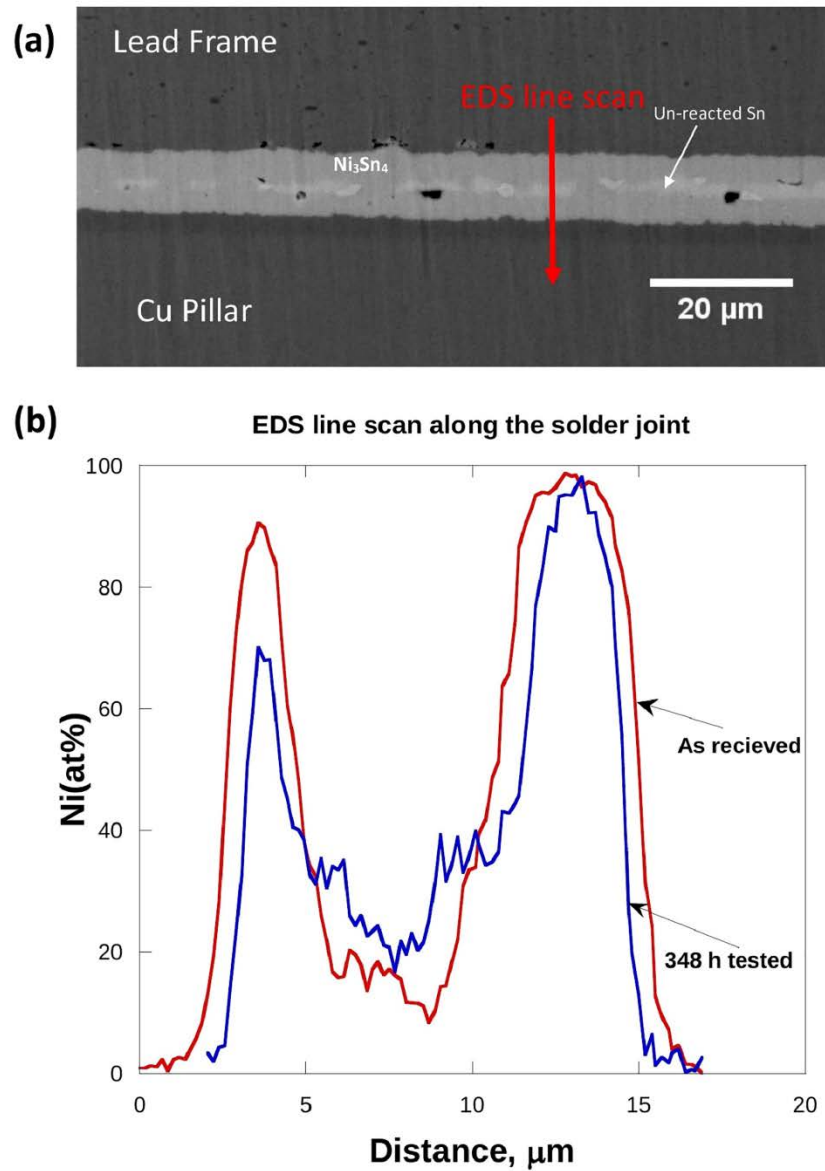 (a)
Lead Frame
EDS line scan
Un-reacted Sn
Ni₃Sn₄
Cu Pillar
20 µm
(b)
EDS line scan along the solder joint
100
80
60
40
20
0
Ni(at%)
As recieved
348 h tested
0 5 10 15 20
Distance, µm